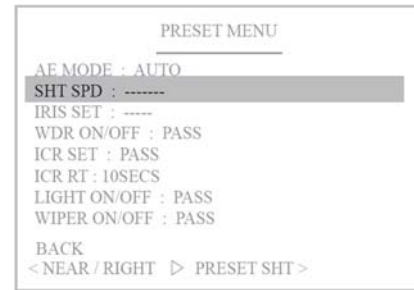 PRESET MENU
AE MODE : AUTO
SHT SPD : -------
IRIS SET : -----
WDR ON/OFF : PASS
ICR SET : PASS
ICR RT : 10SECS
LIGHT ON/OFF : PASS
WIPER ON/OFF : PASS
BACK
< NEAR / RIGHT ▷ PRESET SHT >